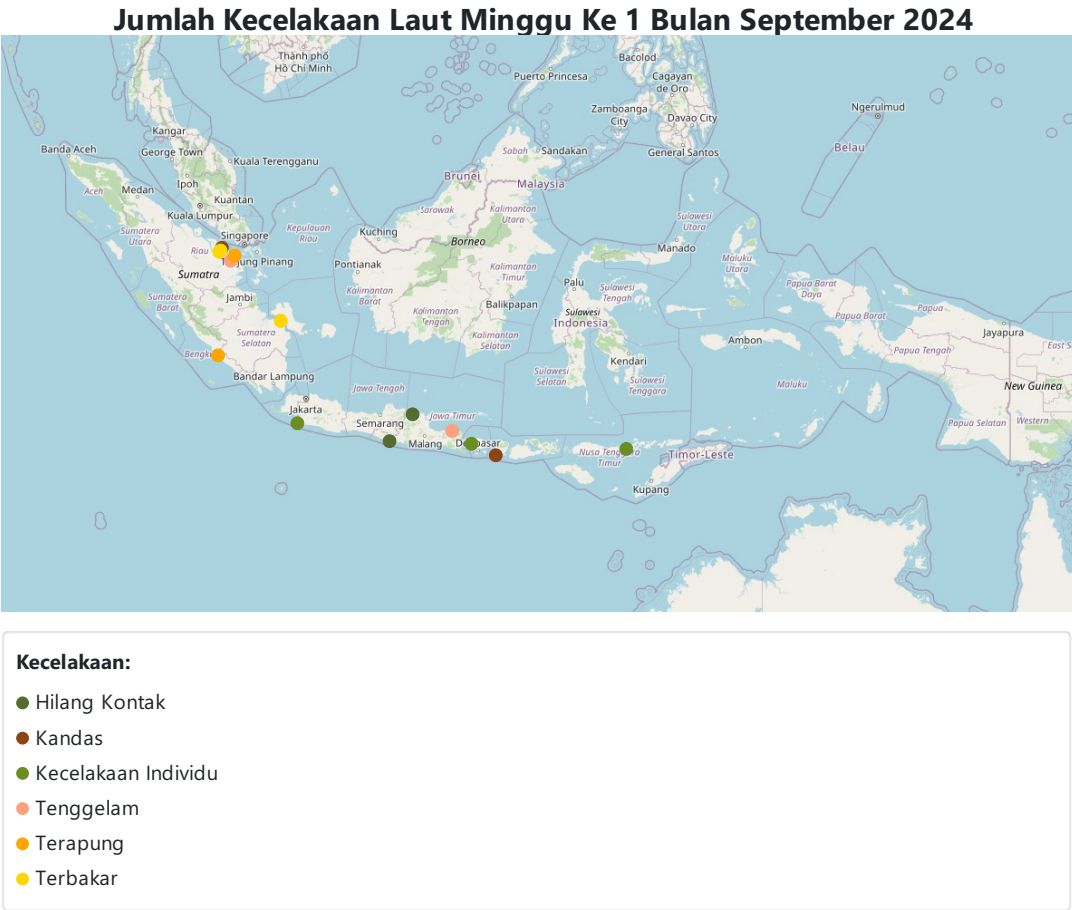 Jumlah Kecelakaan Laut Minggu Ke 1 Bulan September 2024
Thành phố
Hồ Chí Minh
Bacolod
Puerto Princesa
Cagayan
de Oro
Zamboanga
City
Davao City
Ngerulmud
Kangar
Banda Aceh
George Town
Kuala Terengganu
Sabah
Sandakan
General Santos
Belau
Ipoh
Brunei
Malaysia
Aceh
Medan
Kuantan
Kuala Lumpur
Sarawak
Kalimantan
Utara
Sulawesi
Utara
Sumatera
Utara
Singapore
Kepulauan
Riau
Kuching
Borneo
Manado
Riau
Pinang
Pontianak
Maluku
Utara
Sumatra
Kalimantan
Timur
Palu
Papua Barat
Daya
Sumatera
Barat
Jambi
Kalimantan
Barat
Balikpapan
Sulawesi
Tengah
Papua
Kalimantan
Tengah
Sulawesi
Indonesia
Papua Barat
Sumatera
Selatan
Kalimantan
Selatan
Ambon
Jayapura
East S
Papua Tengah
Kendari
Bandar Lampung
Sulawesi
Selatan
Sulawesi
Tenggara
Maluku
New Guinea
Jawa Tengah
Jakarta
Semarang
Jawa Timur
Papua Selatan
Western
Malang
Nusa
Timur
Timor-Leste
Kupang
Kecelakaan:
Hilang Kontak
Kandas
Kecelakaan Individu
Tenggelam
Terapung
Terbakar